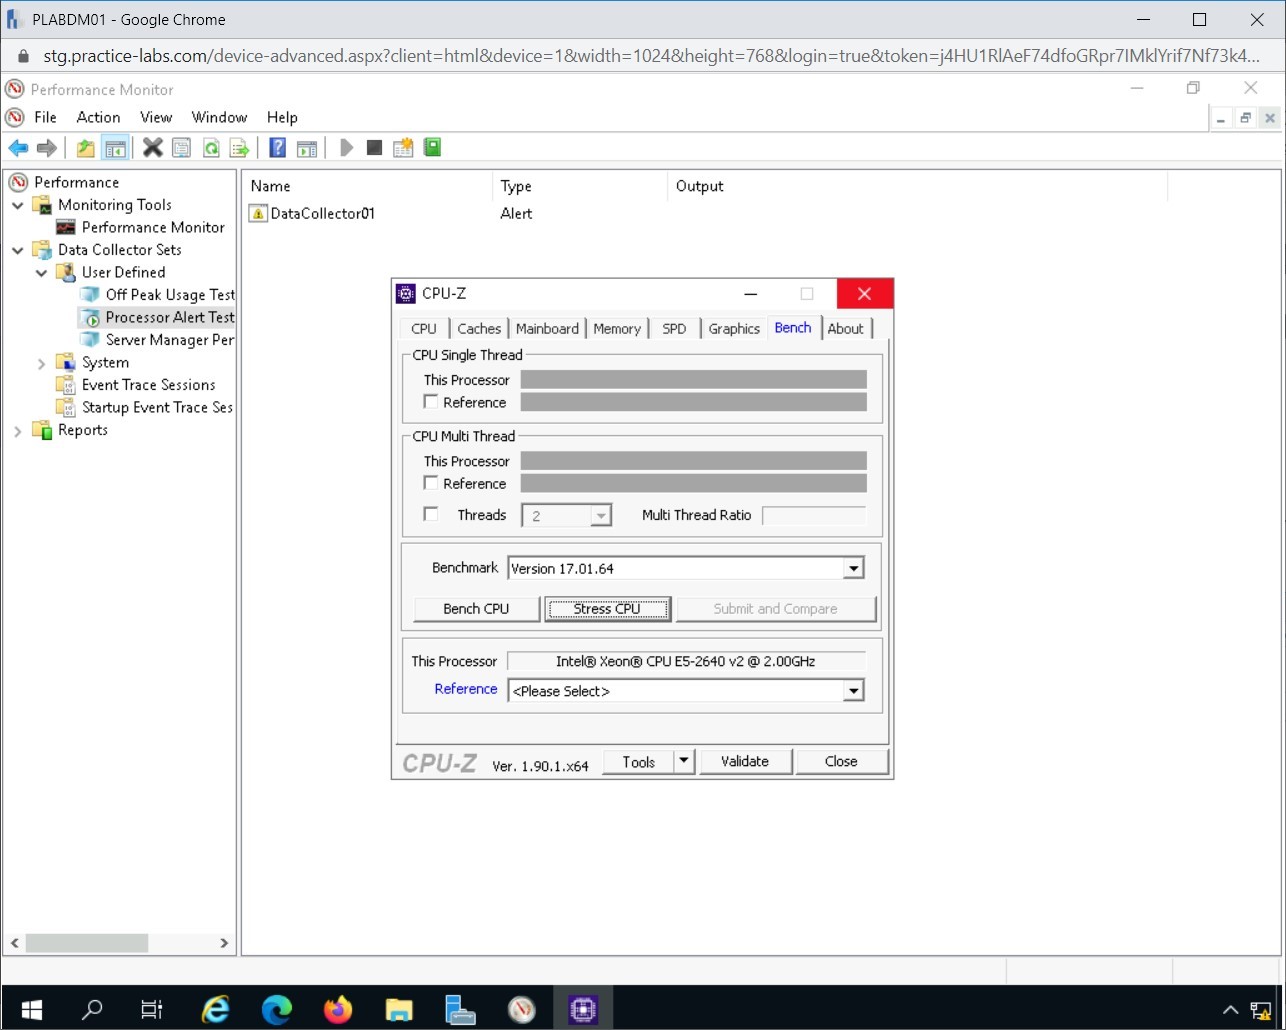 PLABDM01 - Google Chrome
stg.practice-labs.com/device-advanced.aspx?client=html&device=1&width=1024&height=768&login=true&token=j4HU1RlAeF74dfoGRpr7IMklYrif7Nf73k4...
Performance Monitor
File Action View Window Help
Performance
Monitoring Tools
Performance Monitor
Data Collector Sets
User Defined
Off Peak Usage Test
Processor Alert Test
Server Manager Per
System
Event Trace Sessions
Startup Event Trace Ses
Reports
Name Type Output
DataCollector01 Alert
CPU-Z
CPU Caches Mainboard Memory SPD Graphics Bench About
CPU Single Thread
This Processor
Reference
CPU Multi Thread
This Processor
Reference
Threads 2 Multi Thread Ratio
Benchmark Version 17.01.64
Bench CPU Stress CPU Submit and Compare
This Processor Intel® Xeon® CPU E5-2640 v2 @ 2.00GHz
Reference <Please Select>
CPU-Z Ver. 1.90.1.x64 Tools Validate Close